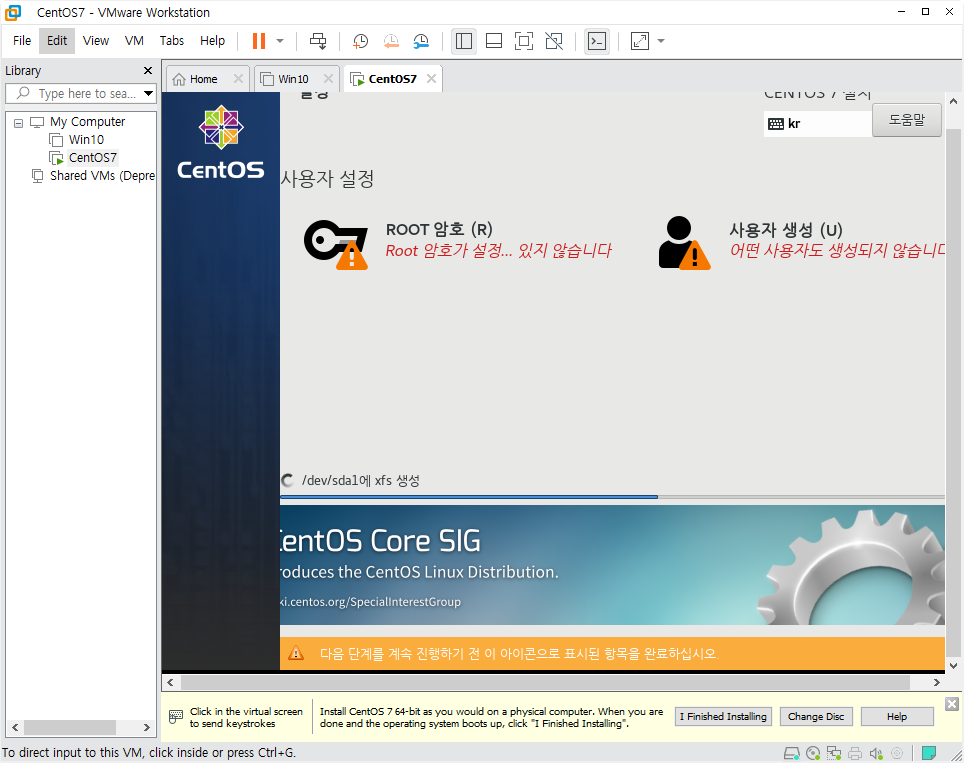 CentOS7 - VMware Workstation
File Edit View VM Tabs Help
Library
Type here to sea...
My Computer
Win10
CentOS7
Shared VMs (Depre
Home
Win10
CentOS7
CentOS
CENTOS 7 설치
kr
도움말
사용자 설정
ROOT 암호 (R)
Root 암호가 설정... 있지 않습니다
사용자 생성 (U)
어떤 사용자도 생성되지 않습니다
/dev/sda1에 xfs 생성
CentOS Core SIG
roduces the CentOS Linux Distribution.
ki.centos.org/SpecialInterestGroup
다음 단계를 계속 진행하기 전 이 아이콘으로 표시된 항목을 완료하십시오.
Click in the virtual screen
to send keystrokes
Install CentOS 7 64-bit as you would on a physical computer. When you are
done and the operating system boots up, click "I Finished Installing".
I Finished Installing
Change Disc
Help
To direct input to this VM, click inside or press Ctrl+G.